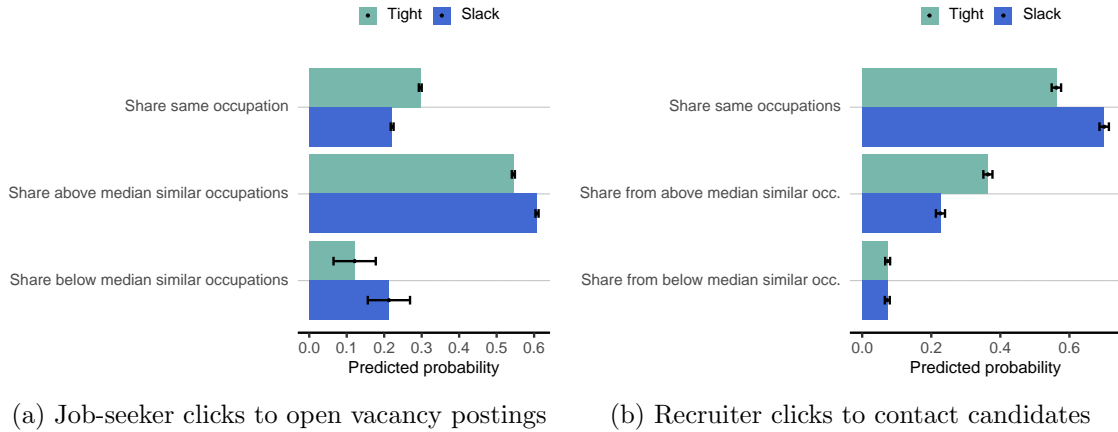 Tight Slack
Share same occupation
Share above median similar occupations
Share below median similar occupations
0.0 0.1 0.2 0.3 0.4 0.5 0.6
Predicted probability
(a) Job-seeker clicks to open vacancy postings
Tight Slack
Share same occupations
Share from above median similar occ.
Share from below median similar occ.
0.0 0.2 0.4 0.6
Predicted probability
(b) Recruiter clicks to contact candidates